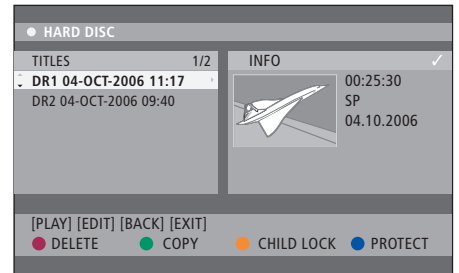 HARD DISC
TITLES 1/2
DR1 04-OCT-2006 11:17
DR2 04-OCT-2006 09:40
INFO
00:25:30
SP
04.10.2006
[PLAY] [EDIT] [BACK] [EXIT]
DELETE COPY CHILD LOCK PROTECT